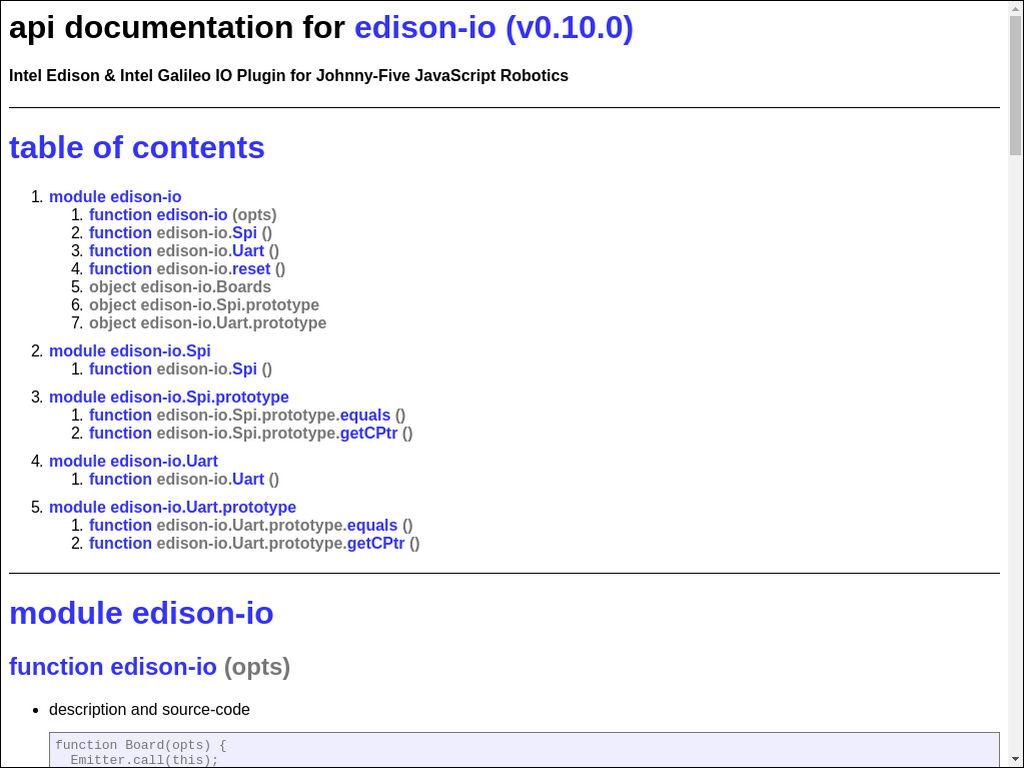 api documentation for edison-io (v0.10.0)
Intel Edison & Intel Galileo IO Plugin for Johnny-Five JavaScript Robotics
table of contents
1. module edison-io
1. function edison-io (opts)
2. function edison-io.Spi ()
3. function edison-io.Uart ()
4. function edison-io.reset ()
5. object edison-io.Boards
6. object edison-io.Spi.prototype
7. object edison-io.Uart.prototype
2. module edison-io.Spi
1. function edison-io.Spi ()
3. module edison-io.Spi.prototype
1. function edison-io.Spi.prototype.equals ()
2. function edison-io.Spi.prototype.getCPtr ()
4. module edison-io.Uart
1. function edison-io.Uart ()
5. module edison-io.Uart.prototype
1. function edison-io.Uart.prototype.equals ()
2. function edison-io.Uart.prototype.getCPtr ()
module edison-io
function edison-io (opts)
• description and source-code
function Board(opts) {
Emitter.call(this);